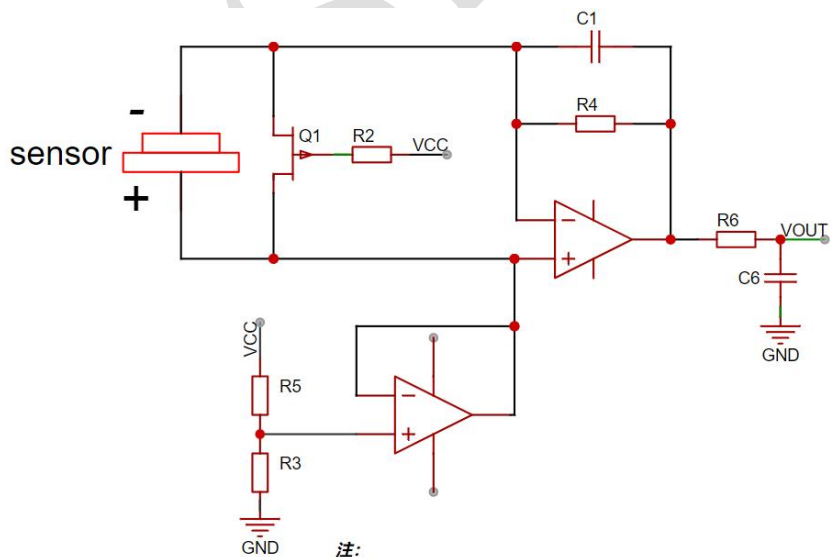 C1
R4
-
sensor
Q1
R2
VCC
+
R6
VOUT
C6
GND
VCC
R5
R3
GND
注: